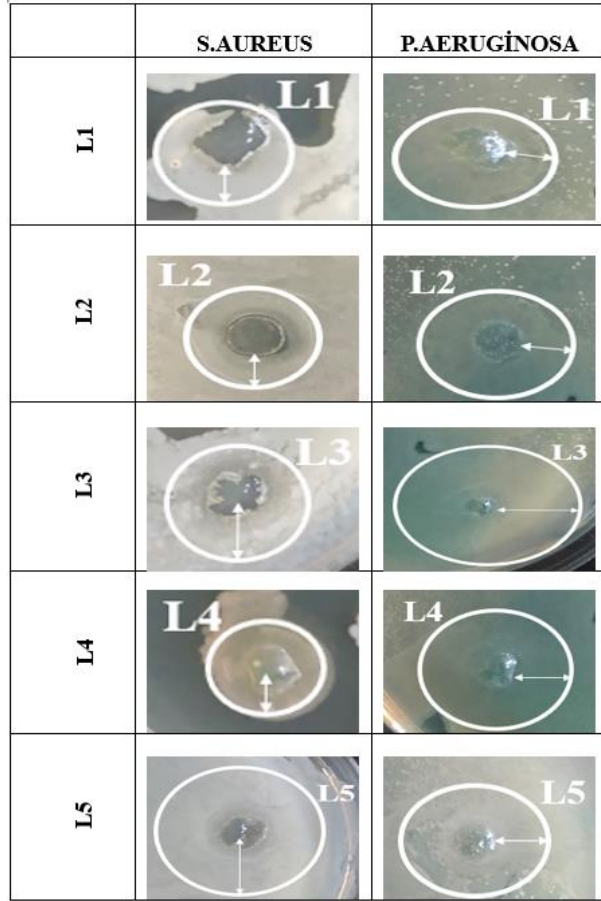 S.AUREUS P.AERUGİNOSA
L1 L1 L1
L2 L2 L2
L3 L3 L3
L4 L4 L4
L5 L5 L5